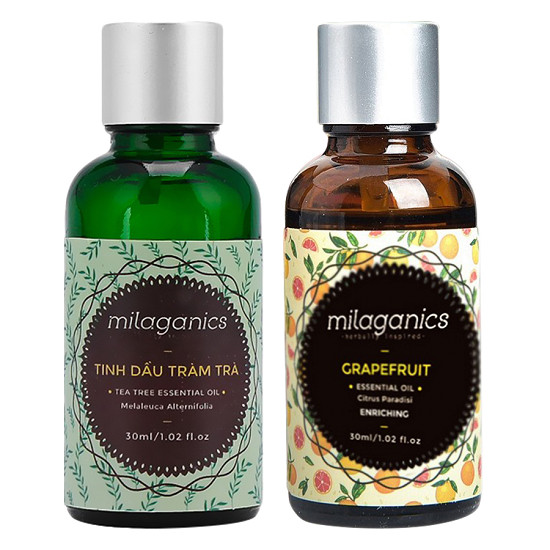 milaganics
TINH DẦU TRÀM TRÀ
• TEA TREE ESSENTIAL OIL •
Melaleuca Alternifolia
30ml/1.02 fl.oz
milaganics
-herbally inspired-
GRAPEFRUIT
• ESSENTIAL OIL •
Citrus Paradisi
ENRICHING
30ml/1.02 fl.oz